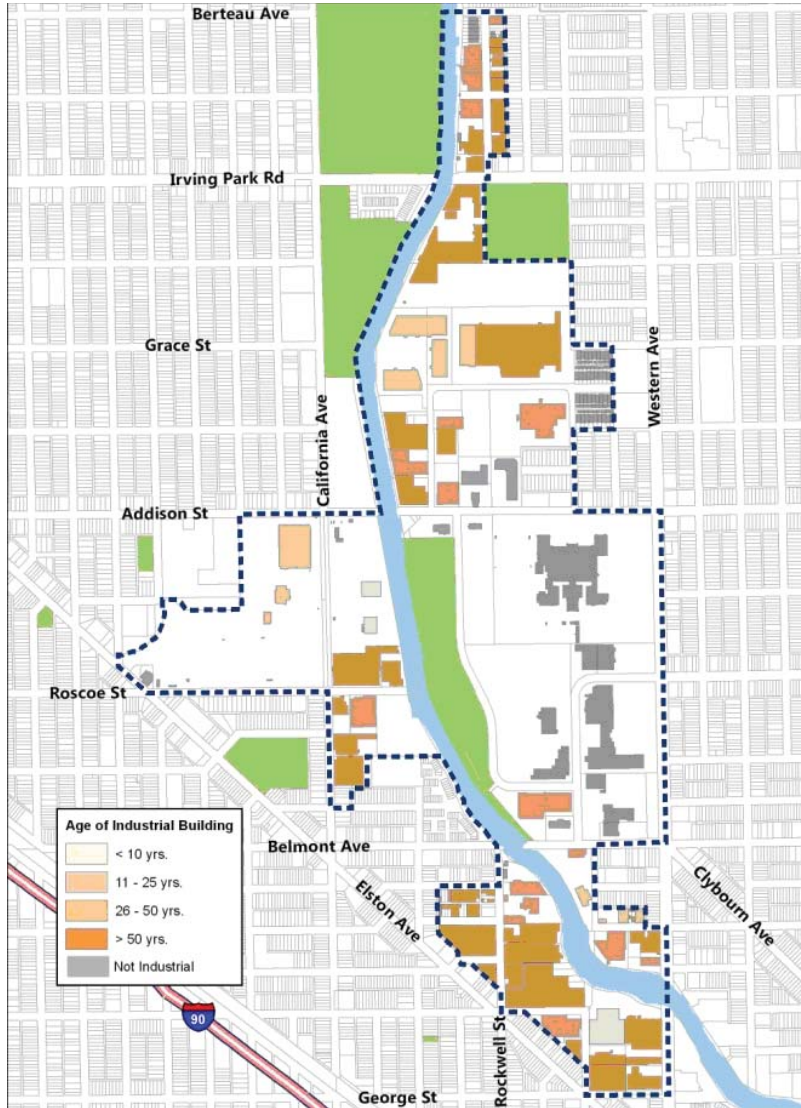 Berteau Ave
Irving Park Rd
Grace St
Western Ave
California Ave
Addison St
Roscoe St
Age of Industrial Building
< 10 yrs.
11 - 25 yrs.
26 - 50 yrs.
> 50 yrs.
Not Industrial
Belmont Ave
Elston Ave
Clybourn Ave
90
Rockwell St
George St